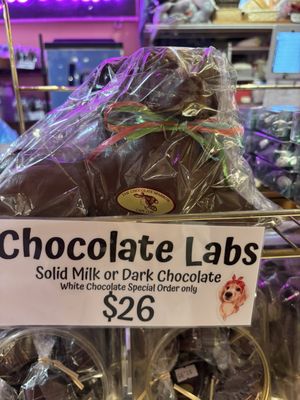 Chocolate Labs
Solid Milk or Dark Chocolate
White Chocolate Special Order only
$26